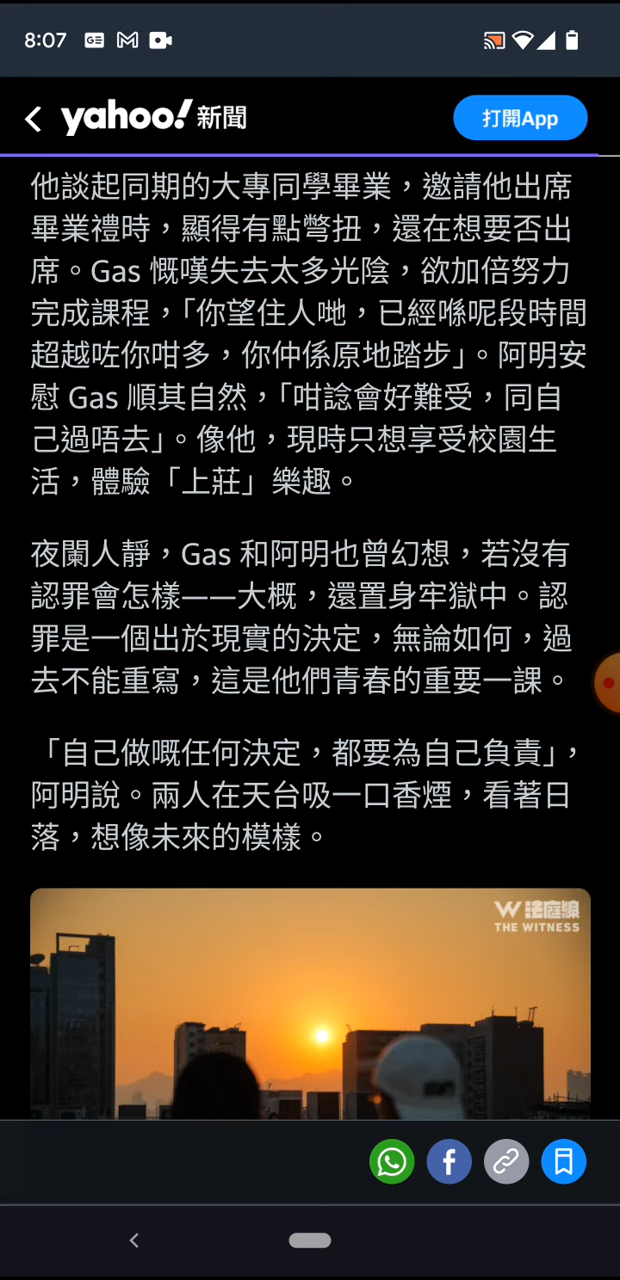 8:07
yahoo!新聞
打開App
他談起同期的大專同學畢業，邀請他出席
畢業禮時，顯得有點彆扭，還在想要否出
席。Gas 慨嘆失去太多光陰，欲加倍努力
完成課程，「你望住人哋，已經喺呢段時間
超越咗你咁多，你仲係原地踏步」。阿明安
慰 Gas 順其自然，「咁諗會好難受，同自
己過唔去」。像他，現時只想享受校園生
活，體驗「上莊」樂趣。
夜闌人靜，Gas 和阿明也曾幻想，若沒有
認罪會怎樣——大概，還置身牢獄中。認
罪是一個出於現實的決定，無論如何，過
去不能重寫，這是他們青春的重要一課。
「自己做嘅任何決定，都要為自己負責」，
阿明說。兩人在天台吸一口香煙，看著日
落，想像未來的模樣。
W 法庭線
THE WITNESS